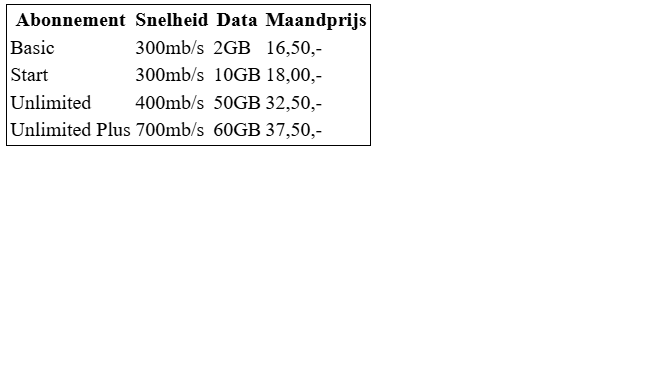 Abonnement Snelheid Data Maandprijs
Basic 300mb/s 2GB 16,50,-
Start 300mb/s 10GB 18,00,-
Unlimited 400mb/s 50GB 32,50,-
Unlimited Plus 700mb/s 60GB 37,50,-